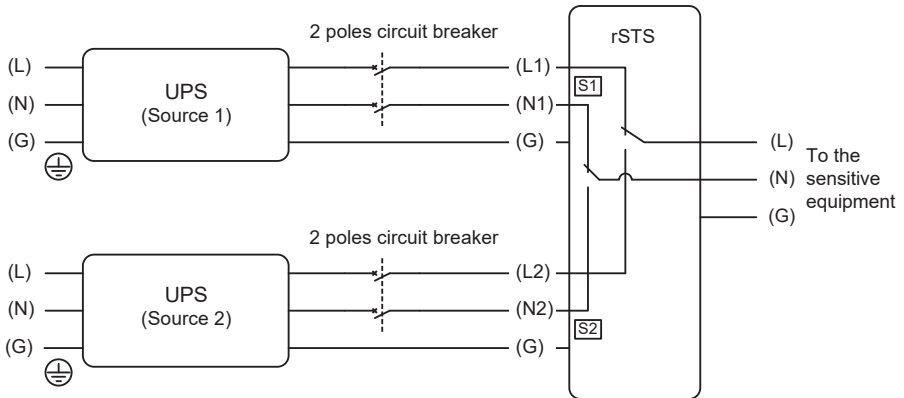 2 poles circuit breaker
rSTS
(L)
(L1)
UPS
S1
(N)
(Source 1)
(N1)
(G)
(G)
(L)
To the
(N)
sensitive
equipment
(G)
2 poles circuit breaker
(L)
(L2)
UPS
(N)
(Source 2)
(N2)
S2
(G)
(G)